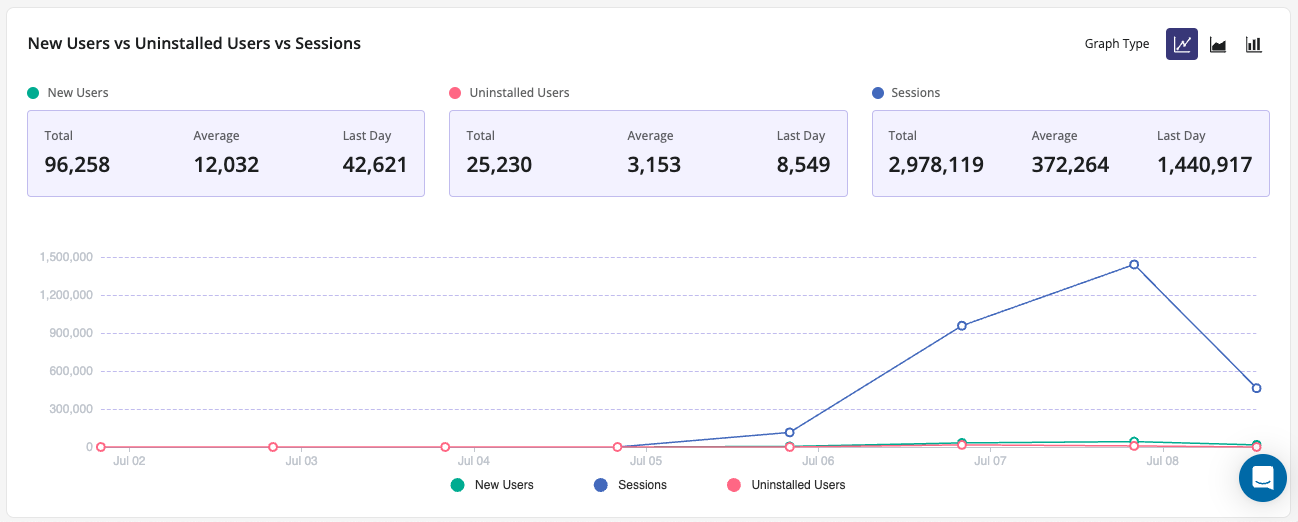 New Users vs Uninstalled Users vs Sessions
Graph Type
New Users
Total Average Last Day
96,258 12,032 42,621
Uninstalled Users
Total Average Last Day
25,230 3,153 8,549
Sessions
Total Average Last Day
2,978,119 372,264 1,440,917
1,500,000
1,200,000
900,000
600,000
300,000
0
Jul 02 Jul 03 Jul 04 Jul 05 Jul 06 Jul 07 Jul 08
New Users Sessions Uninstalled Users